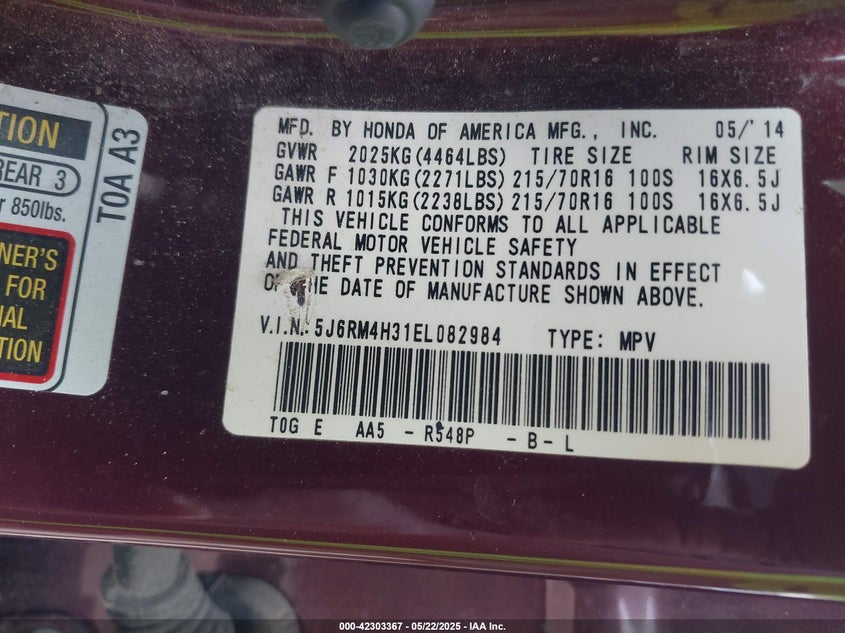 TION
REAR 3
r 850lbs.
NER'S
FOR
IAL
TION
TOA A3
MFD. BY HONDA OF AMERICA MFG., INC. 05/'14
GVWR 2025KG(4464LBS) TIRE SIZE RIM SIZE
GAWR F 1030KG(2271LBS) 215/70R16 100S 16X6.5J
GAWR R 1015KG(2238LBS) 215/70R16 100S 16X6.5J
THIS VEHICLE CONFORMS TO ALL APPLICABLE
FEDERAL MOTOR VEHICLE SAFETY
AND THEFT PREVENTION STANDARDS IN EFFECT
ON THE DATE OF MANUFACTURE SHOWN ABOVE.
V.I.N.: 5J6RM4H31EL082984 TYPE: MPV
T0G E AA5 - R548P - B - L
000-42303367 - 05/22/2025 - IAA Inc.